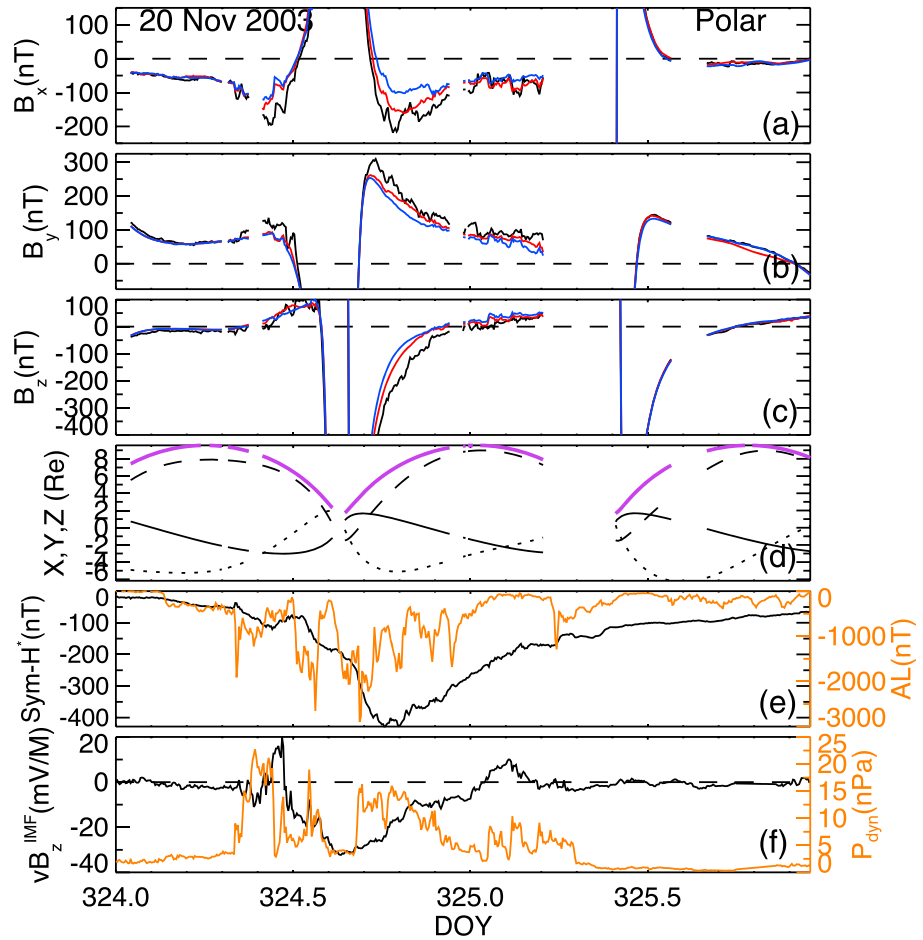 20 Nov 2003 Polar
100
0
-100
-200
B_x(nT)
(a)
300
200
100
0
B_y(nT)
(b)
100
0
-100
-200
-300
-400
B_z(nT)
(c)
8
6
4
2
0
-2
-4
-6
X,Y,Z (Re)
(d)
0
-100
-200
-300
-400
Sym-H^*(nT)
0
-1000
-2000
-3000
AL(nT)
(e)
20
0
-20
-40
vB_z^IMF(mV/M)
25
20
15
10
5
0
P_dyn(nPa)
(f)
324.0 324.5 325.0 325.5
DOY